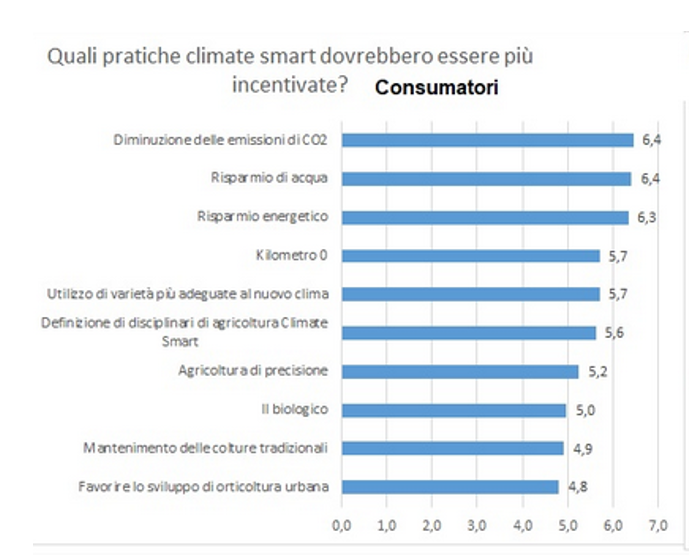 Quali pratiche climate smart dovrebbero essere più
incentivate? Consumatori
Diminuzione delle emissioni di CO2 6,4
Risparmio di acqua 6,4
Risparmio energetico 6,3
Kilometro 0 5,7
Utilizzo di varietà più adeguate al nuovo clima 5,7
Definizione di disciplinari di agricoltura Climate
Smart 5,6
Agricoltura di precisione 5,2
Il biologico 5,0
Mantenimento delle colture tradizionali 4,9
Favorire lo sviluppo di orticoltura urbana 4,8
0,0 1,0 2,0 3,0 4,0 5,0 6,0 7,0